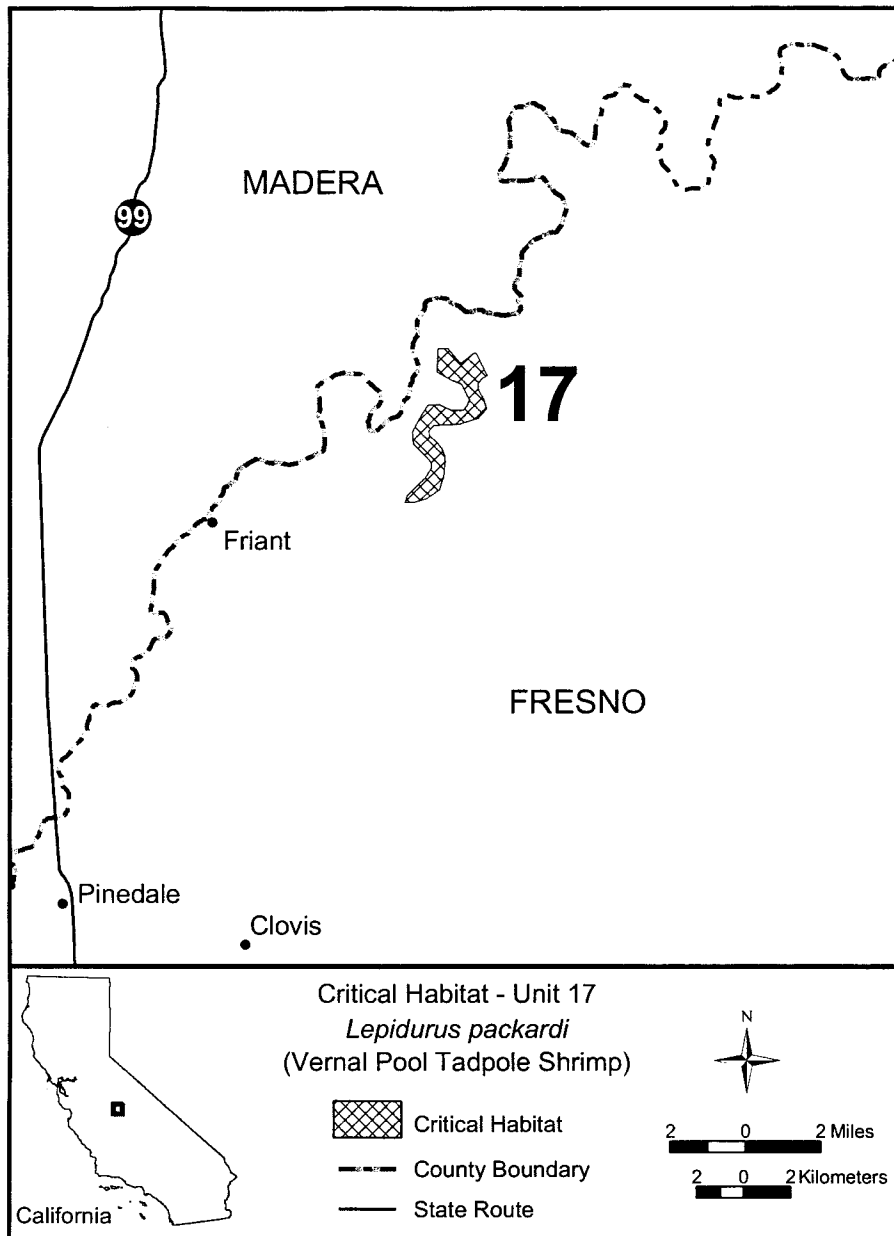 MADERA
99
17
Friant
FRESNO
Pinedale
Clovis
Critical Habitat - Unit 17
Lepidurus packardi
(Vernal Pool Tadpole Shrimp)
N
Critical Habitat
2 0 2 Miles
County Boundary
2 0 2 Kilometers
State Route
California